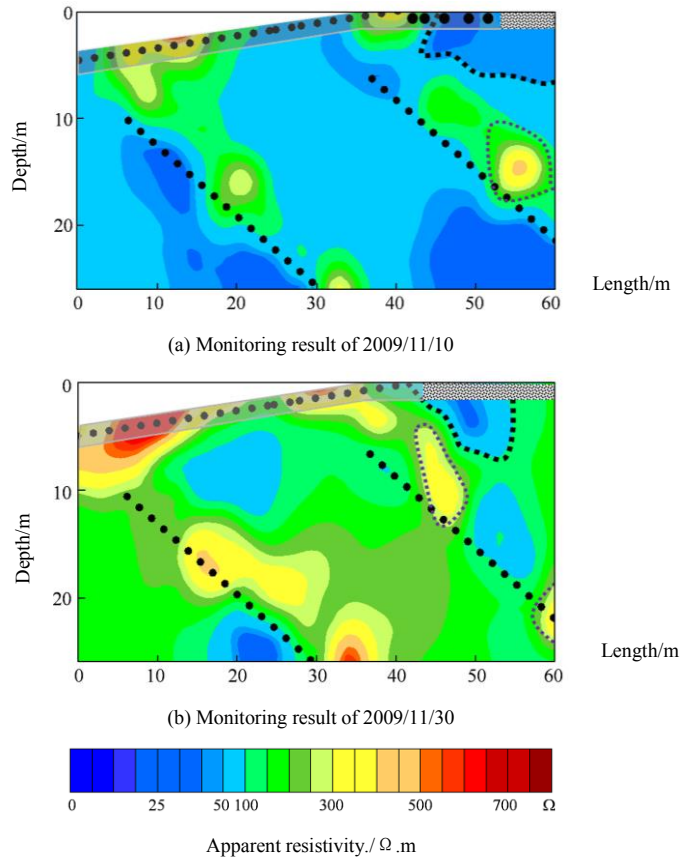 0
10
20
Depth/m
0 10 20 30 40 50 60
Length/m
(a) Monitoring result of 2009/11/10
0
10
20
Depth/m
0 10 20 30 40 50 60
Length/m
(b) Monitoring result of 2009/11/30
0 25 50 100 300 500 700 Ω
Apparent resistivity./Ω.m